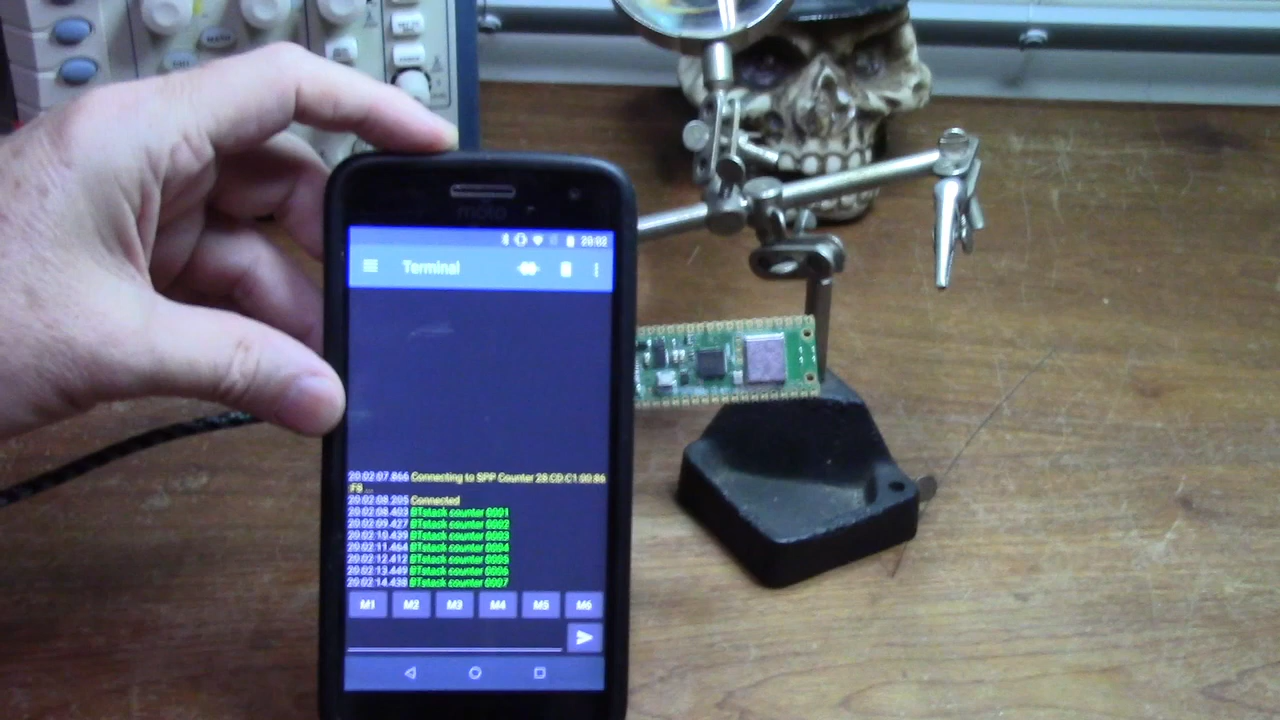 moto
20:02
Terminal
20:02:07.866 Connecting to SPP Counter 28:CD:C1:00:86
:F8 ...
20:02:08.205 Connected
20:02:08.403 BTstack counter 0001
20:02:09.427 BTstack counter 0002
20:02:10.439 BTstack counter 0003
20:02:11.464 BTstack counter 0004
20:02:12.412 BTstack counter 0005
20:02:13.449 BTstack counter 0006
20:02:14.438 BTstack counter 0007
M1 M2 M3 M4 M5 M6